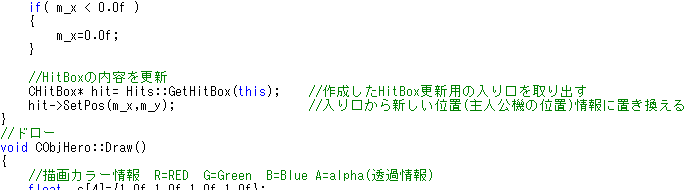 if( m_x < 0.0f )
{
m_x=0.0f;
}
//HitBoxの内容を更新
CHitBox* hit= Hits::GetHitBox(this); //作成したHitBox更新用の入り口を取り出す
hit->SetPos(m_x,m_y); //入り口から新しい位置(主人公機の位置)情報に置き換える
}
//ドロー
void CObjHero::Draw()
{
//描画カラー情報 R=RED G=Green B=Blue A=alpha(透過情報)
float c[4]={1.0f,1.0f,1.0f,1.0f};